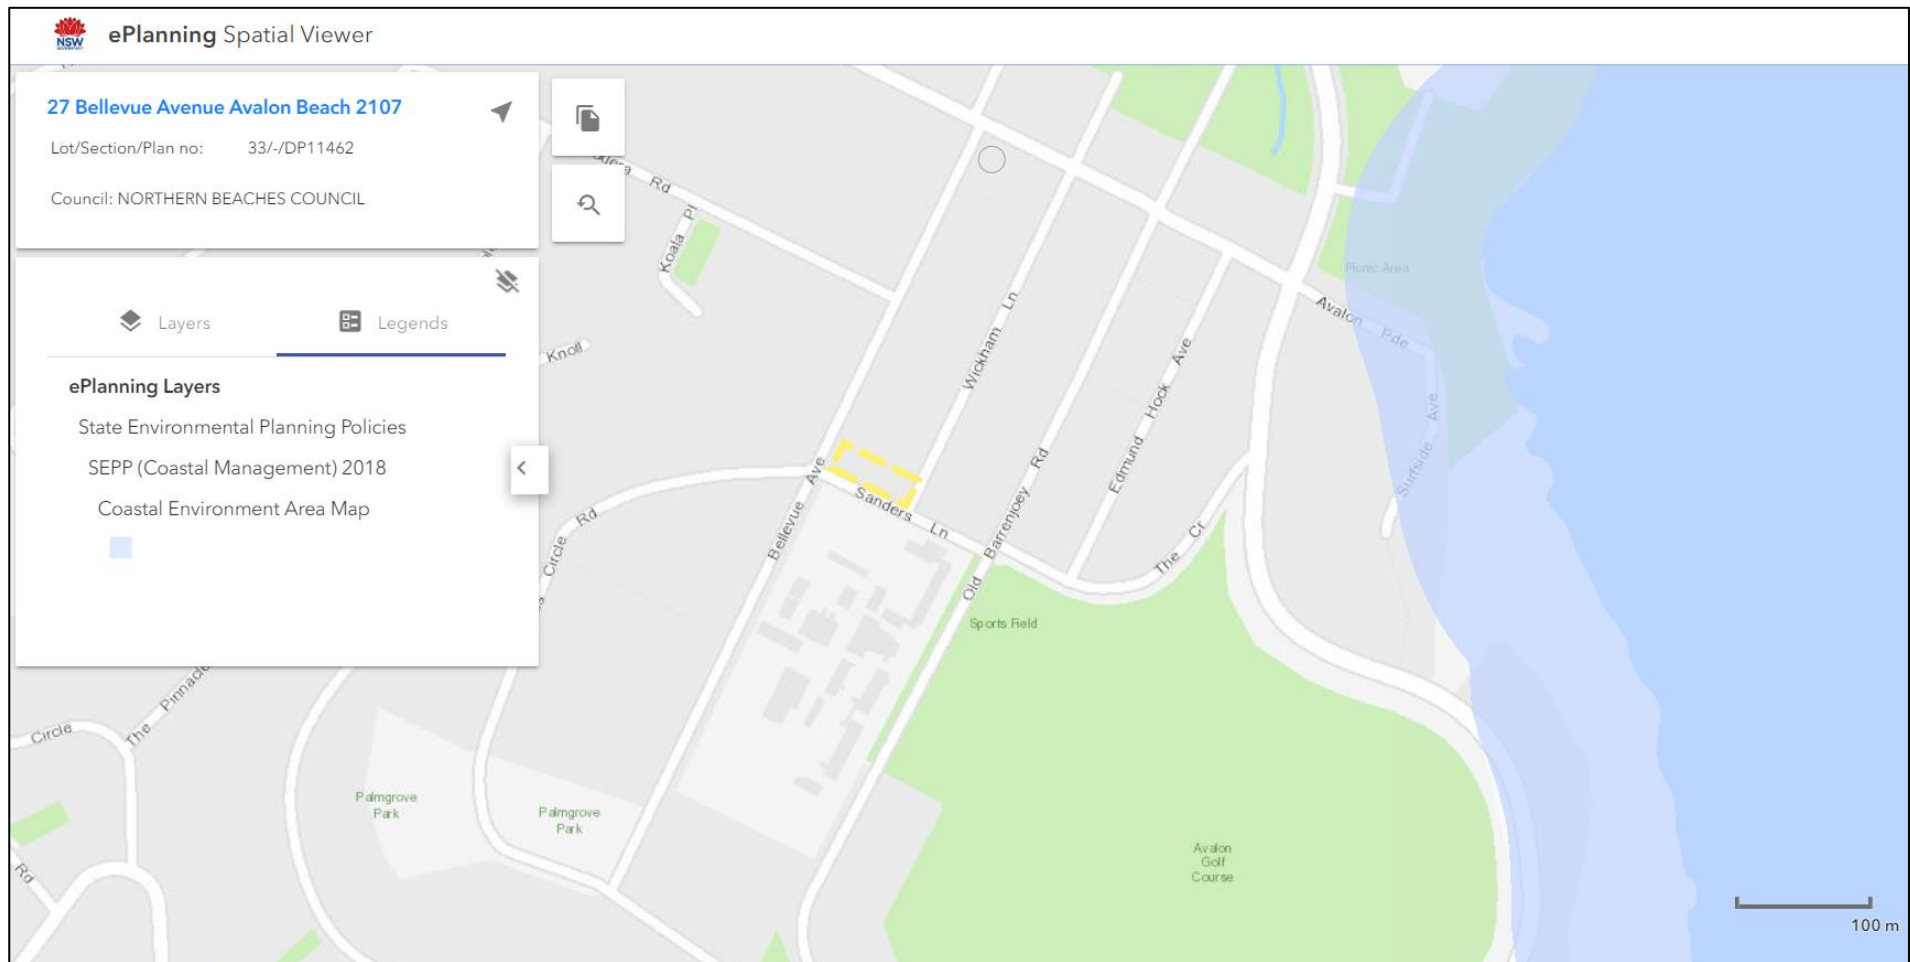 NSW
GOVERNMENT
ePlanning Spatial Viewer
27 Bellevue Avenue Avalon Beach 2107
Lot/Section/Plan no: 33/-/DP11462
Council: NORTHERN BEACHES COUNCIL
Layers
Legends
ePlanning Layers
State Environmental Planning Policies
SEPP (Coastal Management) 2018
Coastal Environment Area Map
Rd
Koala Pl
Knoll
Wickham Ln
Edmund Hock Ave
Old Barrenjoey Rd
Bellevue Ave
Sanders Ln
The Cr
Circle Rd
Picnic Area
Avalon Pde
Surfside Ave
Sports Field
The Pinnacle
Circle
Rd
Palmgrove
Park
Palmgrove
Park
Avalon
Golf
Course
100 m